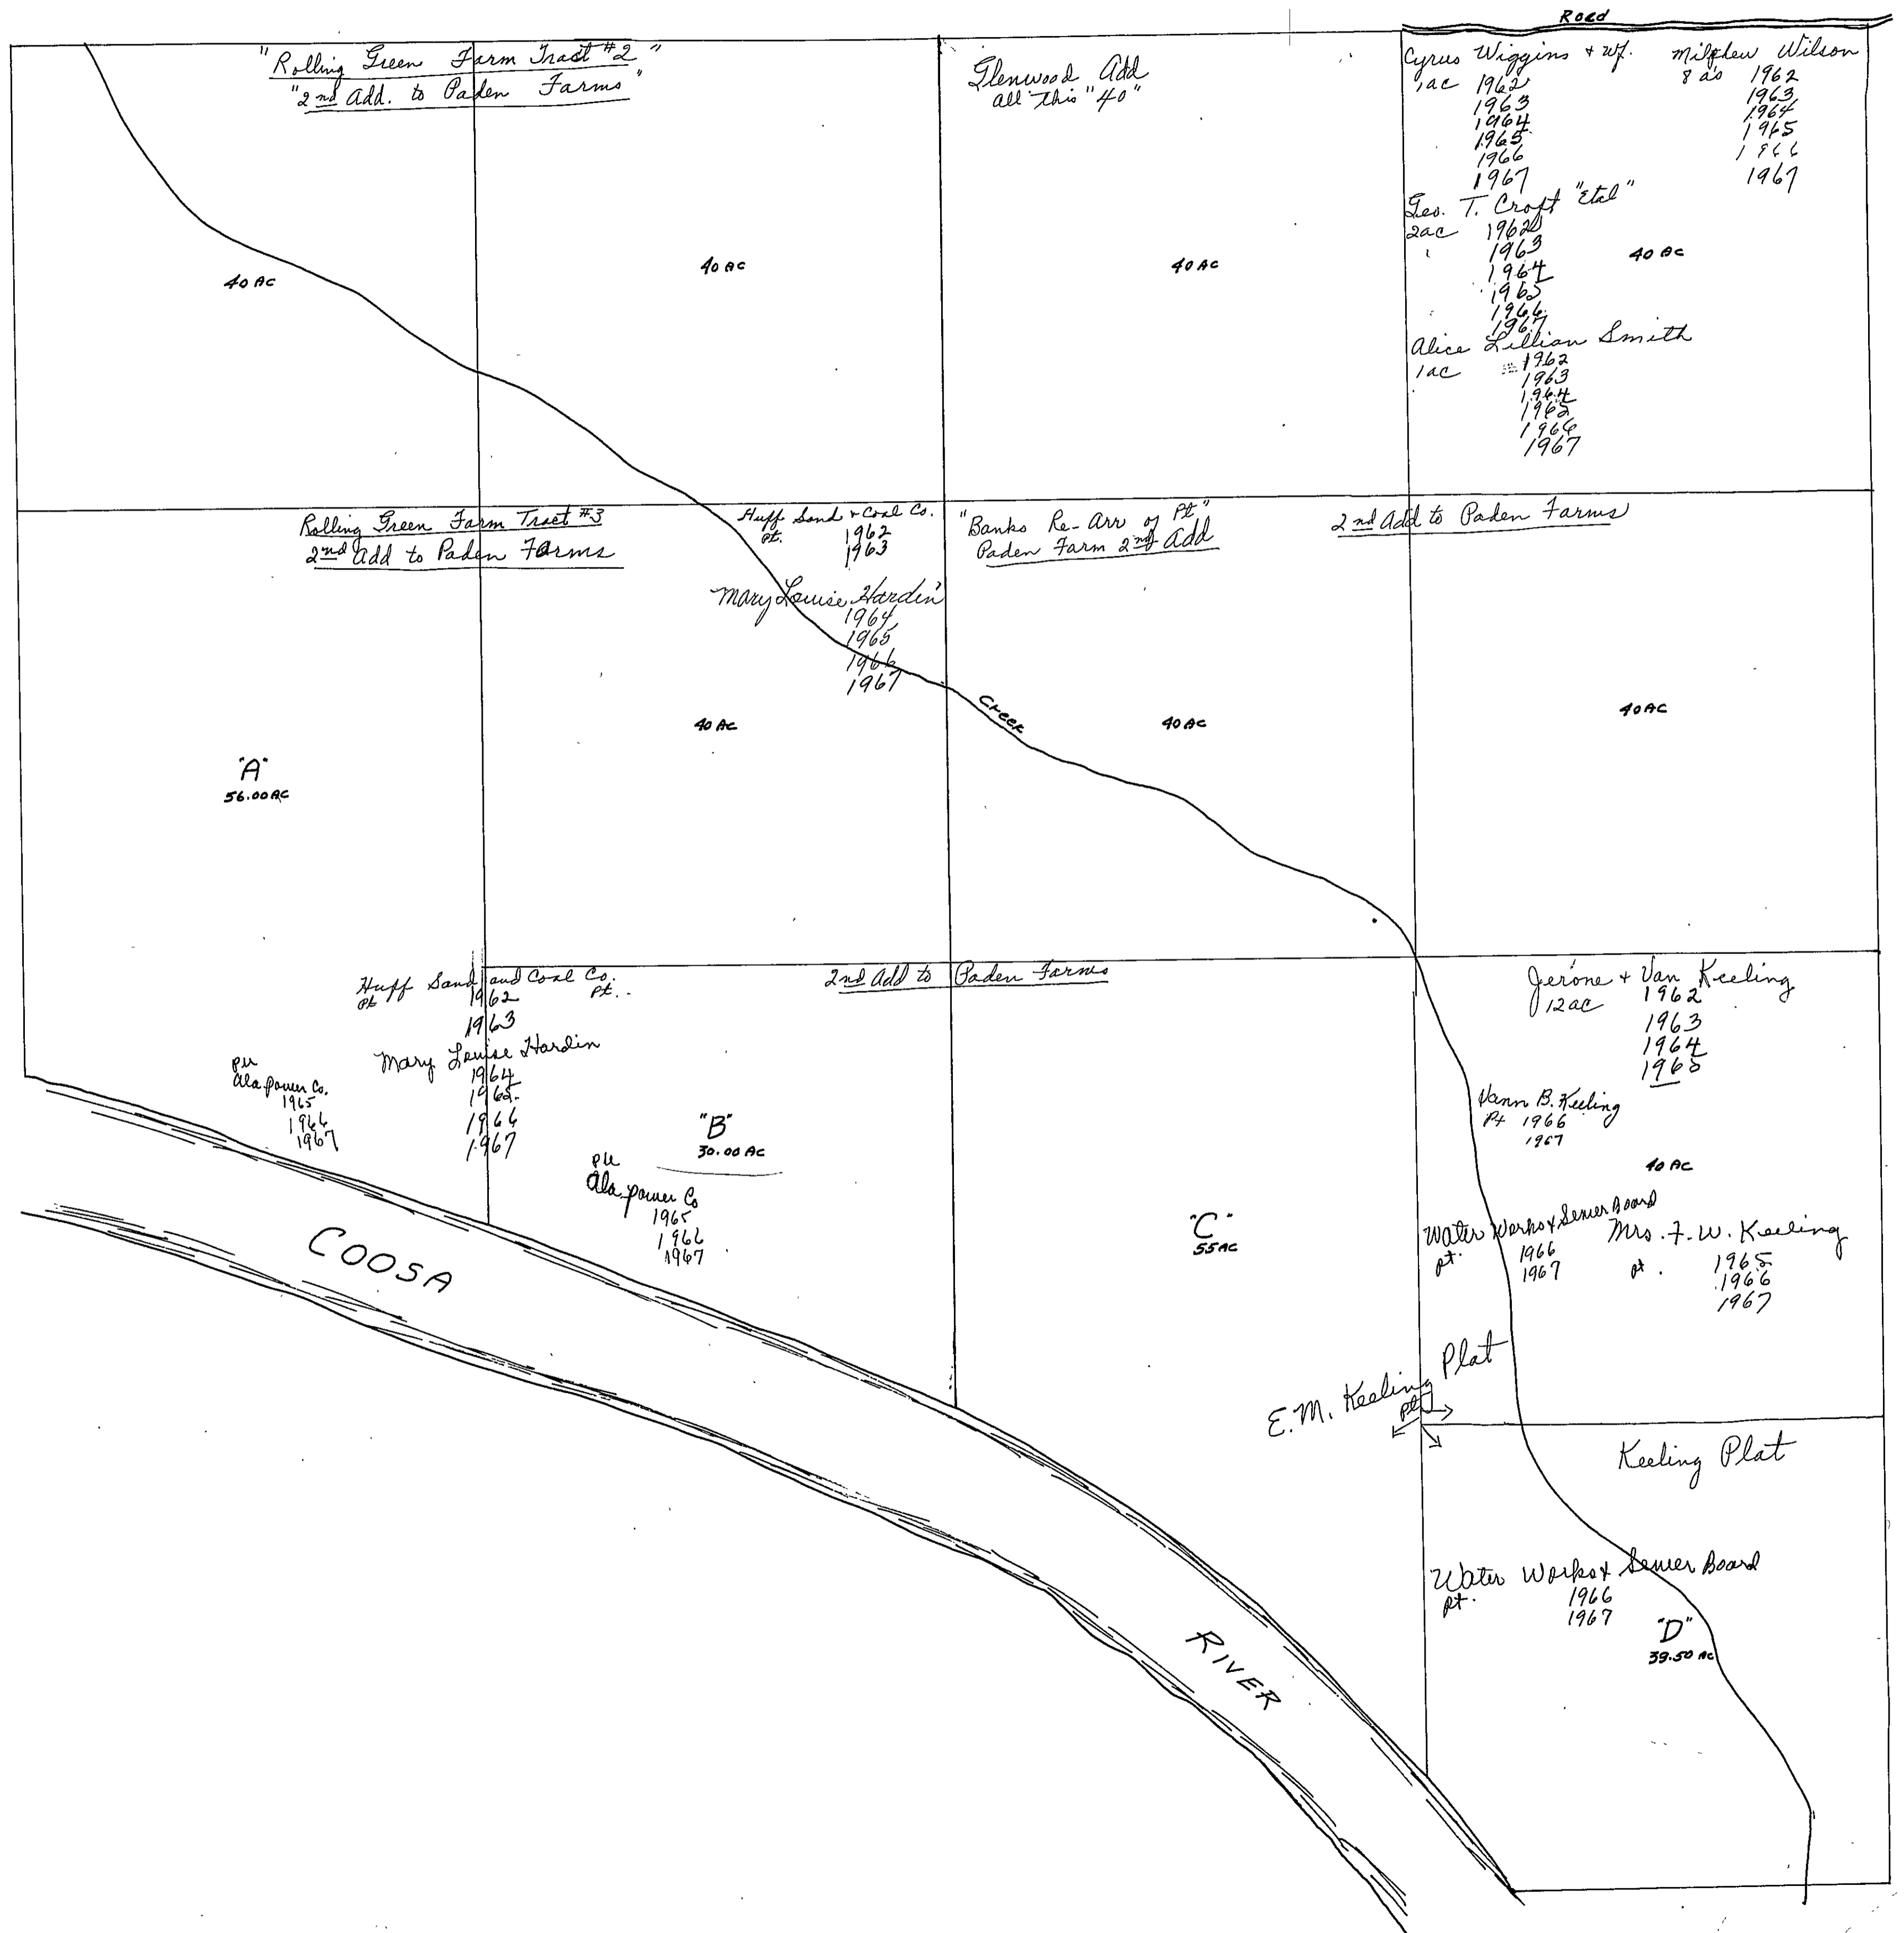 Road
"Rolling Green Farm Tract #2"
"2nd Add. to Paden Farms"
40 AC
40 AC
Glenwood Add
all This "40"
40 AC
Cyrus Wiggins + Wf.
1ac 1962
1963
1964
1965
1966
1967
Wilson
8 a's 1962
1963
1964
1965
1966
1967
Geo. T. Croft "Etal"
2ac 1962
1963
1964
1965
1966
1967
40 AC
Alice Lillian Smith
1ac 1962
1963
1964
1965
1966
1967
Rolling Green Farm Tract #3
2nd Add to Paden Farms
Huff Sand + Coal Co.
Pt. 1962
1963
Mary Louise Hardin
1964
1965
1966
1967
40 AC
"Banks Re-Arr of Pt"
Paden Farm 2nd Add
Creek
40 AC
2nd Add to Paden Farms
40 AC
"A"
56.00 AC
Huff Sand and Coal Co.
Pt 1962 Pt.
1963
Mary Louise Hardin
1964
1965
1966
1967
Ala power Co.
1965
1966
1967
2nd Add to Paden Farms
"B"
30.00 AC
Ala power Co
1965
1966
1967
"C"
55 AC
Jerone + Van Keeling
12ac 1962
1963
1964
1965
Vann B. Keeling
Pt 1966
1967
40 AC
Water Works & Sewer Board
pt. 1966
1967
Mrs. F. W. Keeling
pt. 1965
1966
1967
E.M. Keeling Plat
pt
Keeling Plat
Water Works & Sewer Board
pt. 1966
1967
"D"
39.50 AC
COOSA
RIVER